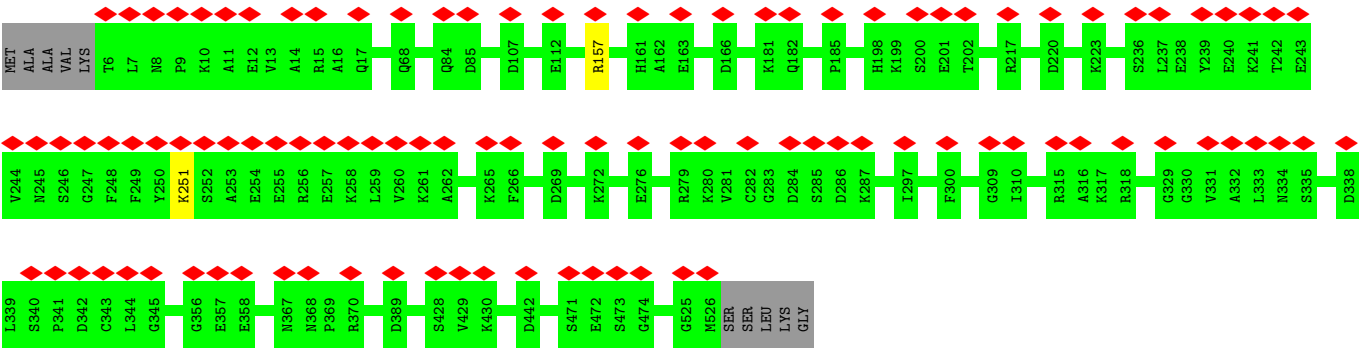 MET ALA ALA VAL LYS T6 L7 N8 P9 K10 A11 E12 V13 A14 R15 A16 Q17 Q68 Q84 D85 D107 E112 R157 H161 A162 E163 D166 K181 Q182 P185 H198 K199 S200 E201 T202 R217 D220 K223 S236 L237 E238 Y239 E240 K241 T242 E243
V244 N245 S246 G247 F248 F249 Y250 K251 S252 A253 E254 E255 R256 E257 K258 L259 V260 K261 A262 K265 F266 D269 K272 E276 R279 K280 V281 C282 G283 D284 S285 D286 K287 I297 F300 G309 I310 R315 A316 K317 R318 G329 G330 V331 A332 L333 N334 S335 D338
L339 S340 P341 D342 C343 L344 G345 G356 E357 E358 N367 N368 P369 R370 D389 S428 V429 K430 D442 S471 E472 S473 G474 G525 M526 SER SER LEU LYS GLY